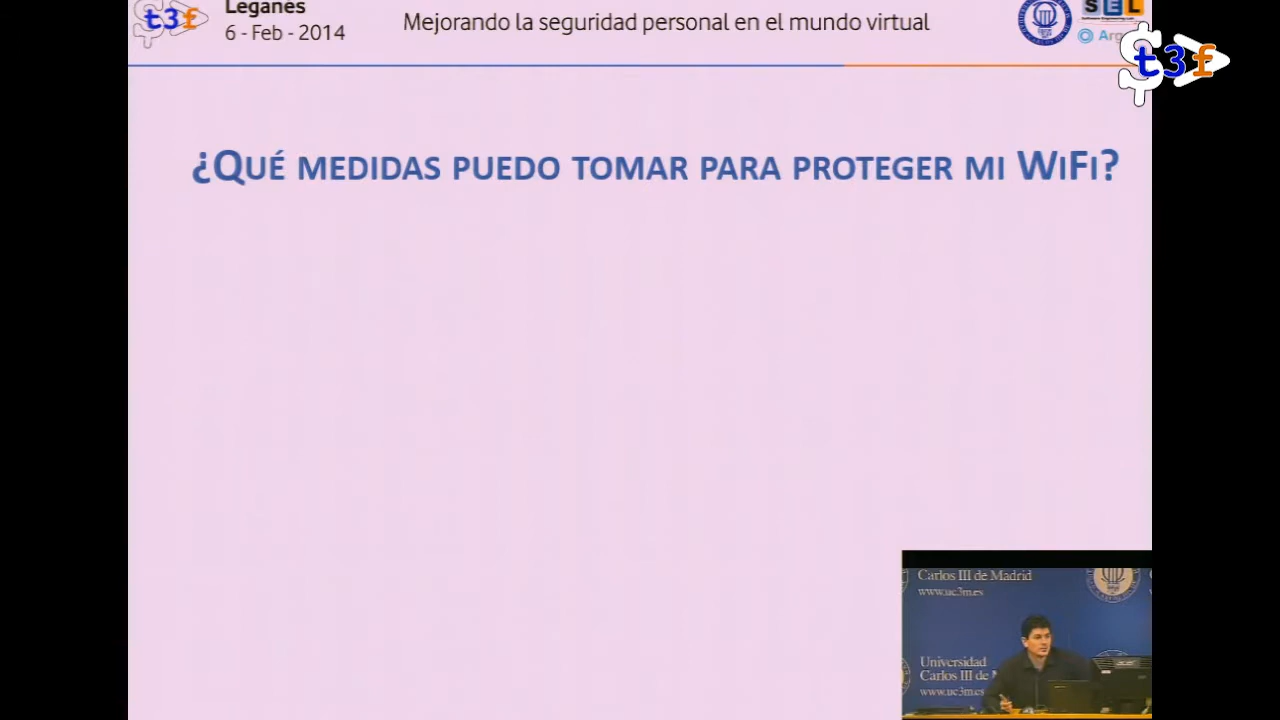 t3f
Leganés
6 - Feb - 2014
Mejorando la seguridad personal en el mundo virtual
SEL
t3f
¿QUÉ MEDIDAS PUEDO TOMAR PARA PROTEGER MI WIFI?
Carlos III de Madrid
www.uc3m.es
Universidad
Carlos III de
www.uc3m.es
acer